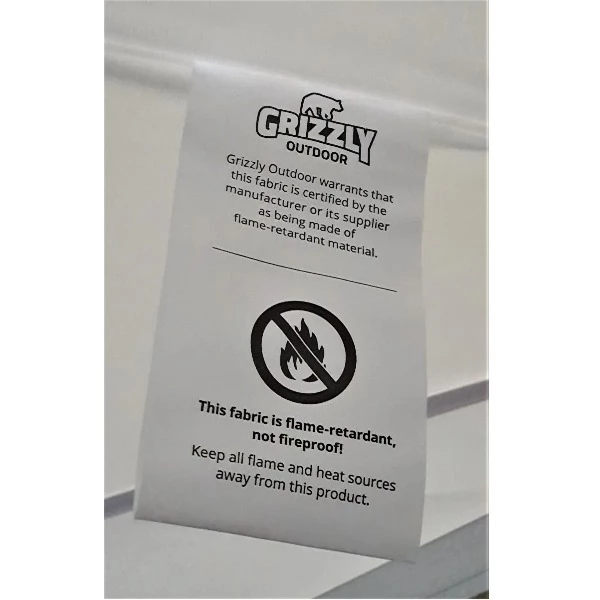 GRIZZLY
OUTDOOR
Grizzly Outdoor warrants that
this fabric is certified by the
manufacturer or its supplier
as being made of
flame-retardant material.
This fabric is flame-retardant,
not fireproof!
Keep all flame and heat sources
away from this product.